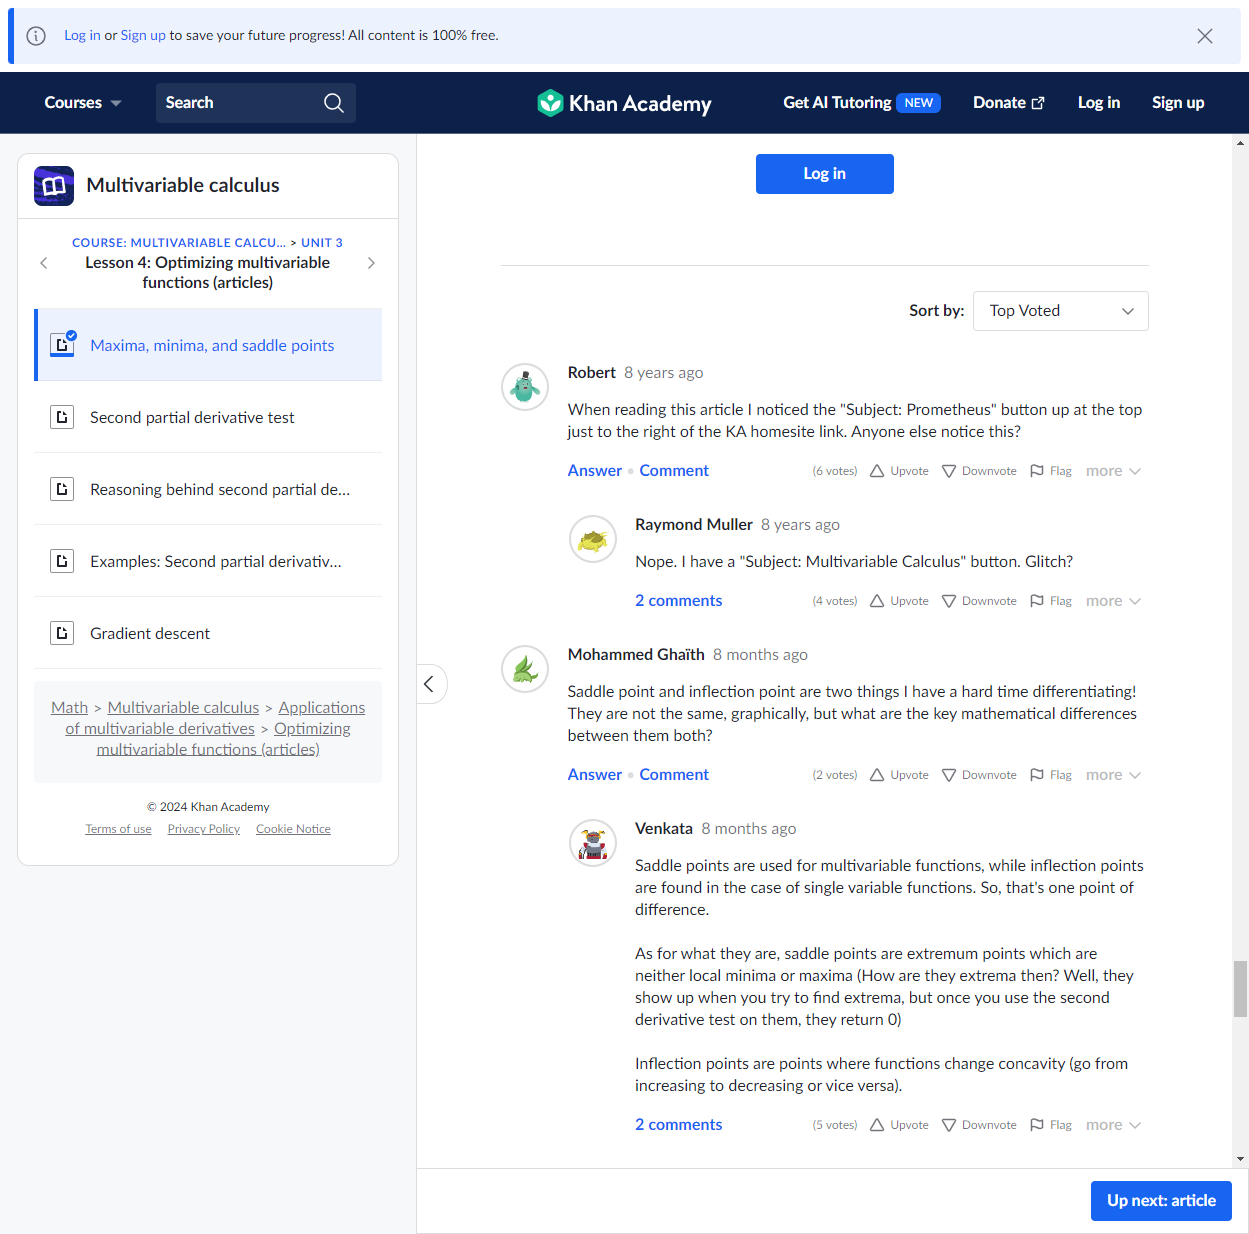 Log in or Sign up to save your future progress! All content is 100% free.
Courses
Search
Khan Academy
Get AI Tutoring NEW
Donate
Log in
Sign up
Multivariable calculus
COURSE: MULTIVARIABLE CALCU... > UNIT 3
Lesson 4: Optimizing multivariable
functions (articles)
Maxima, minima, and saddle points
Second partial derivative test
Reasoning behind second partial de...
Examples: Second partial derivativ...
Gradient descent
Math > Multivariable calculus > Applications
of multivariable derivatives > Optimizing
multivariable functions (articles)
© 2024 Khan Academy
Terms of use Privacy Policy Cookie Notice
Log in
Sort by: Top Voted
Robert 8 years ago
When reading this article I noticed the "Subject: Prometheus" button up at the top
just to the right of the KA homesite link. Anyone else notice this?
Answer • Comment (6 votes) Upvote Downvote Flag more
Raymond Muller 8 years ago
Nope. I have a "Subject: Multivariable Calculus" button. Glitch?
2 comments (4 votes) Upvote Downvote Flag more
Mohammed Ghaïth 8 months ago
Saddle point and inflection point are two things I have a hard time differentiating!
They are not the same, graphically, but what are the key mathematical differences
between them both?
Answer • Comment (2 votes) Upvote Downvote Flag more
Venkata 8 months ago
Saddle points are used for multivariable functions, while inflection points
are found in the case of single variable functions. So, that's one point of
difference.
As for what they are, saddle points are extremum points which are
neither local minima or maxima (How are they extrema then? Well, they
show up when you try to find extrema, but once you use the second
derivative test on them, they return 0)
Inflection points are points where functions change concavity (go from
increasing to decreasing or vice versa).
2 comments (5 votes) Upvote Downvote Flag more
Up next: article